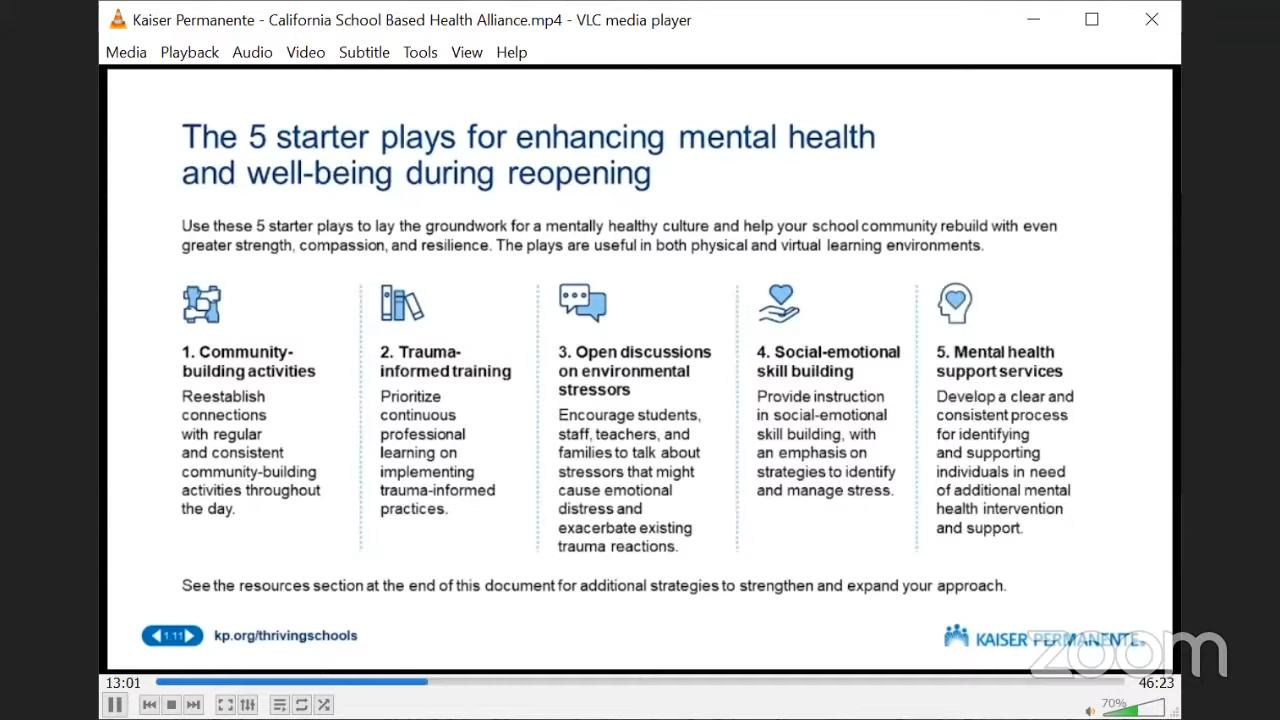 Kaiser Permanente - California School Based Health Alliance.mp4 - VLC media player
Media Playback Audio Video Subtitle Tools View Help
The 5 starter plays for enhancing mental health
and well-being during reopening
Use these 5 starter plays to lay the groundwork for a mentally healthy culture and help your school community rebuild with even
greater strength, compassion, and resilience. The plays are useful in both physical and virtual learning environments.
1. Community-
building activities
Reestablish
connections
with regular
and consistent
community-building
activities throughout
the day.
2. Trauma-
informed training
Prioritize
continuous
professional
learning on
implementing
trauma-informed
practices.
3. Open discussions
on environmental
stressors
Encourage students,
staff, teachers, and
families to talk about
stressors that might
cause emotional
distress and
exacerbate existing
trauma reactions.
4. Social-emotional
skill building
Provide instruction
in social-emotional
skill building, with
an emphasis on
strategies to identify
and manage stress.
5. Mental health
support services
Develop a clear and
consistent process
for identifying
and supporting
individuals in need
of additional mental
health intervention
and support.
See the resources section at the end of this document for additional strategies to strengthen and expand your approach.
1.11
kp.org/thrivingschools
KAISER PERMANENTE.
zoom
13:01
46:23
70%